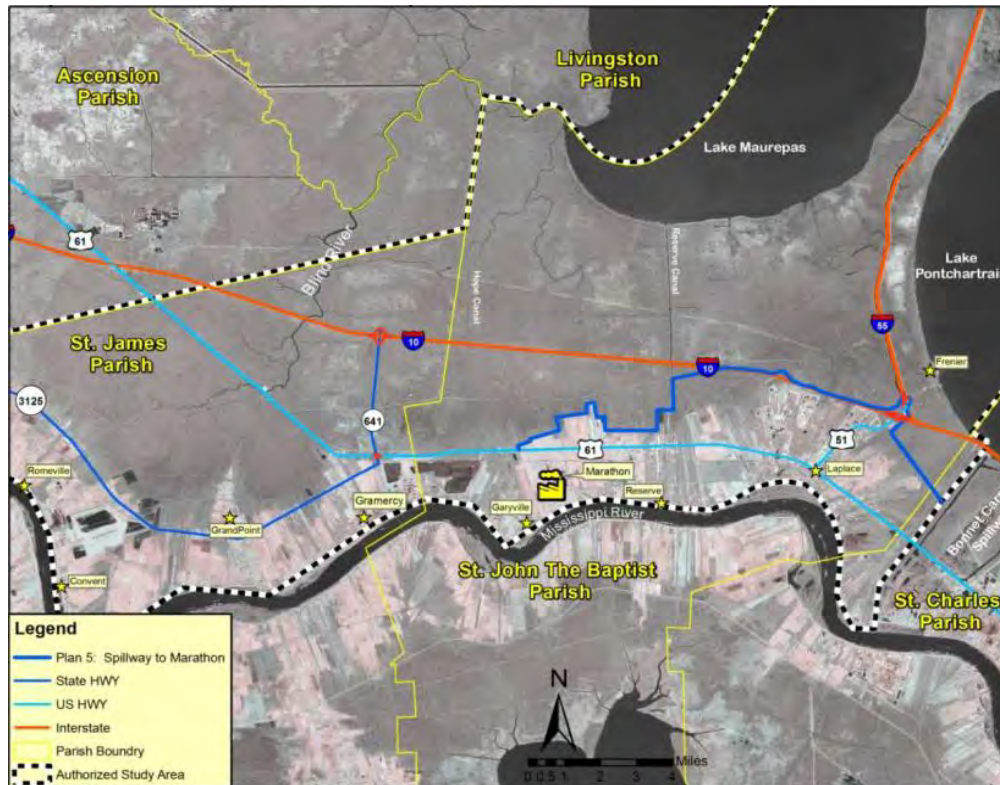 Ascension
Parish
Livingston
Parish
Lake Maurepas
61
Blind River
Hope Canal
Reserve Canal
Lake
Pontchartrain
10
55
St. James
Parish
10
Frenier
3125
641
61
51
Romeville
Marathon
Laplace
Gramercy
Garyville
Reserve
GrandPoint
Mississippi River
Convent
St. John The Baptist
Parish
St. Charles
Parish
Legend
Plan 5: Spillway to Marathon
State HWY
US HWY
Interstate
Parish Boundry
Authorized Study Area
N
0 0.5 1 2 3 4
Miles